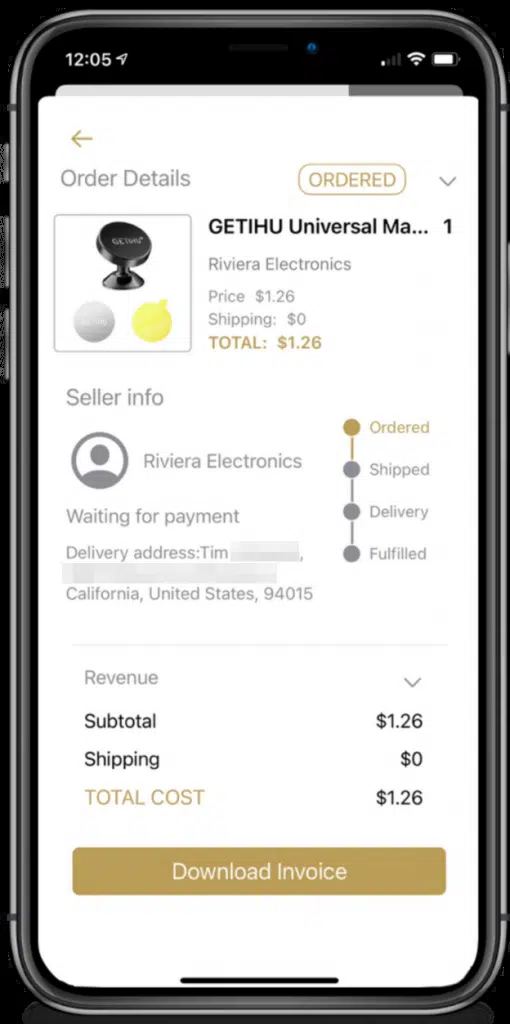 12:05
Order Details
ORDERED
GETIHU Universal Ma... 1
GETIHU
Riviera Electronics
Price $1.26
Shipping: $0
TOTAL: $1.26
Seller info
Riviera Electronics
Ordered
Shipped
Delivery
Fulfilled
Waiting for payment
Delivery address:Tim ,
California, United States, 94015
Revenue
Subtotal $1.26
Shipping $0
TOTAL COST $1.26
Download Invoice